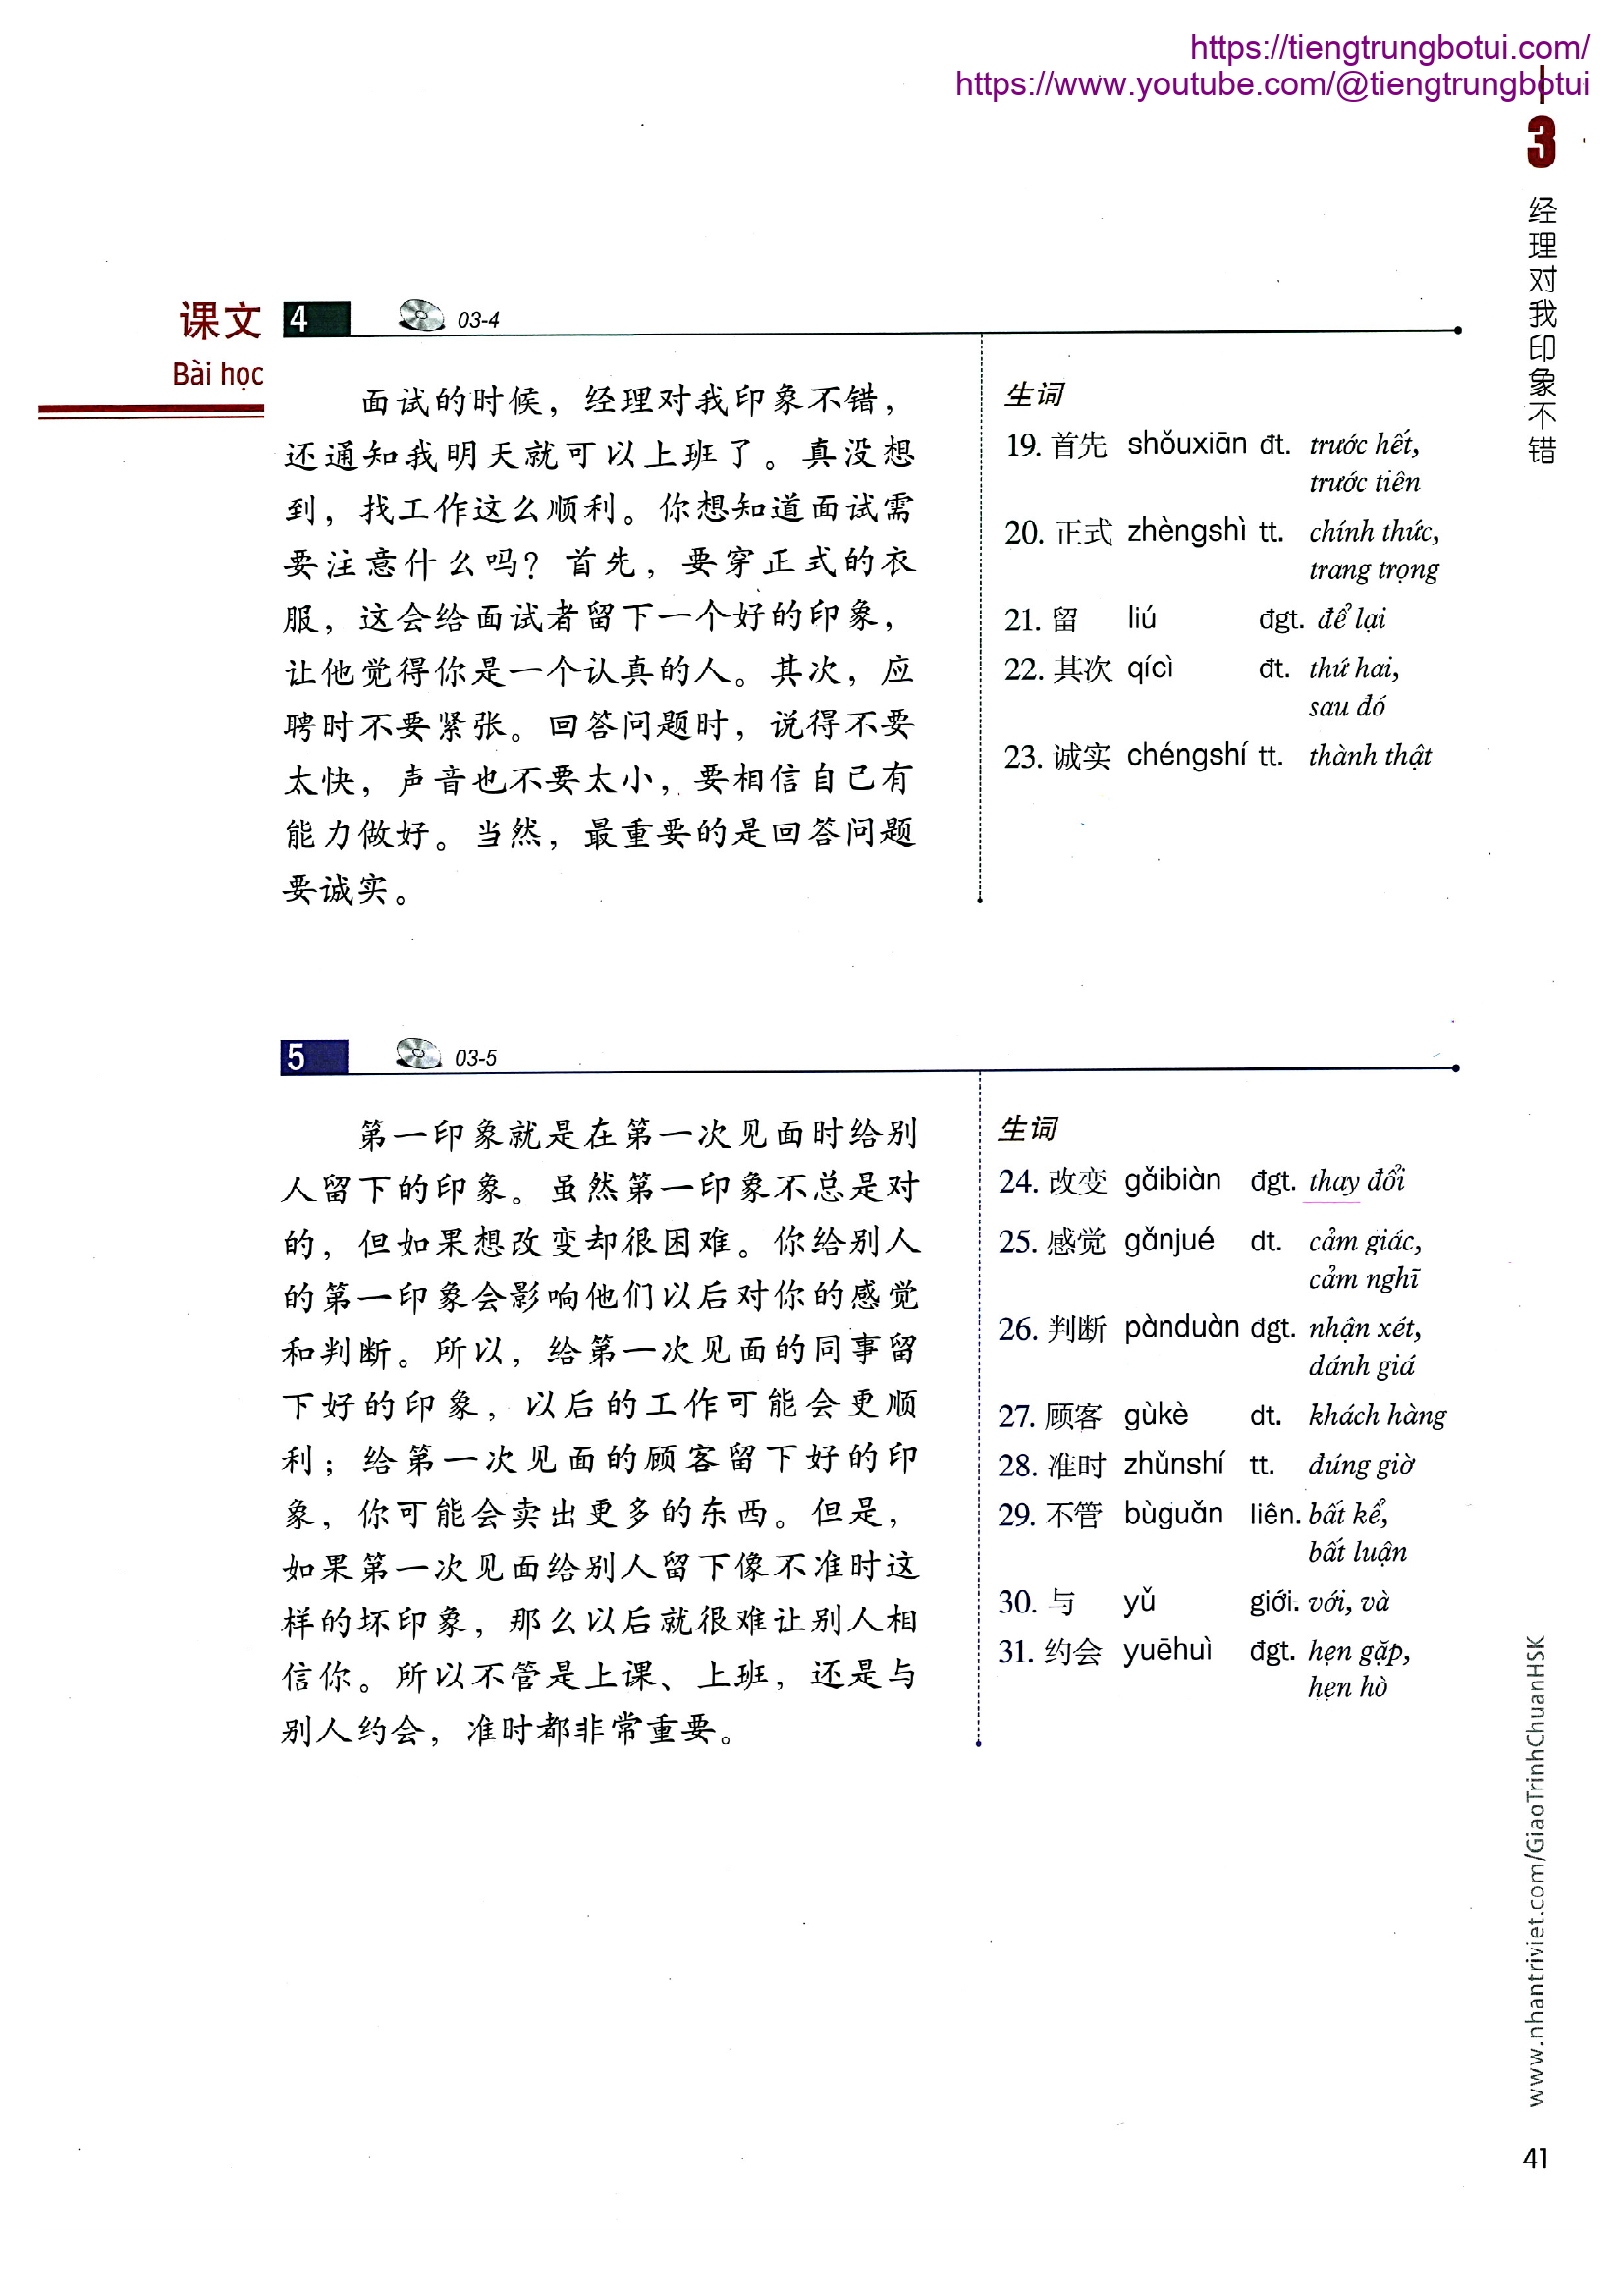 https://tiengtrungbotui.com/
https://www.youtube.com/@tiengtrungbotui
3
经理对我印象不错
课文
Bài học
4
03-4
面试的时候，经理对我印象不错，
还通知我明天就可以上班了。真没想
到，找工作这么顺利。你想知道面试需
要注意什么吗？首先，要穿正式的衣
服，这会给面试者留下一个好的印象，
让他觉得你是一个认真的人。其次，应
聘时不要紧张。回答问题时，说得不要
太快，声音也不要太小，要相信自己有
能力做好。当然，最重要的是回答问题
要诚实。
生词
19. 首先 shǒuxiān đt. trước hết,
trước tiên
20. 正式 zhèngshì tt. chính thức,
trang trọng
21. 留 liú đgt. để lại
22. 其次 qícì đt. thứ hai,
sau đó
23. 诚实 chéngshí tt. thành thật
5
03-5
第一印象就是在第一次见面时给别
人留下的印象。虽然第一印象不总是对
的，但如果想改变却很困难。你给别人
的第一印象会影响他们以后对你的感觉
和判断。所以，给第一次见面的同事留
下好的印象，以后的工作可能会更顺
利；给第一次见面的顾客留下好的印
象，你可能会卖出更多的东西。但是，
如果第一次见面给别人留下像不准时这
样的坏印象，那么以后就很难让别人相
信你。所以不管是上课、上班，还是与
别人约会，准时都非常重要。
生词
24. 改变 gǎibiàn đgt. thay đổi
25. 感觉 gǎnjué dt. cảm giác,
cảm nghĩ
26. 判断 pànduàn đgt. nhận xét,
đánh giá
27. 顾客 gùkè dt. khách hàng
28. 准时 zhǔnshí tt. đúng giờ
29. 不管 bùguǎn liên. bất kể,
bất luận
30. 与 yǔ giới. với, và
31. 约会 yuēhuì đgt. hẹn gặp,
hẹn hò
www.nhantriviet.com/GiaoTrinhChuanHSK
41